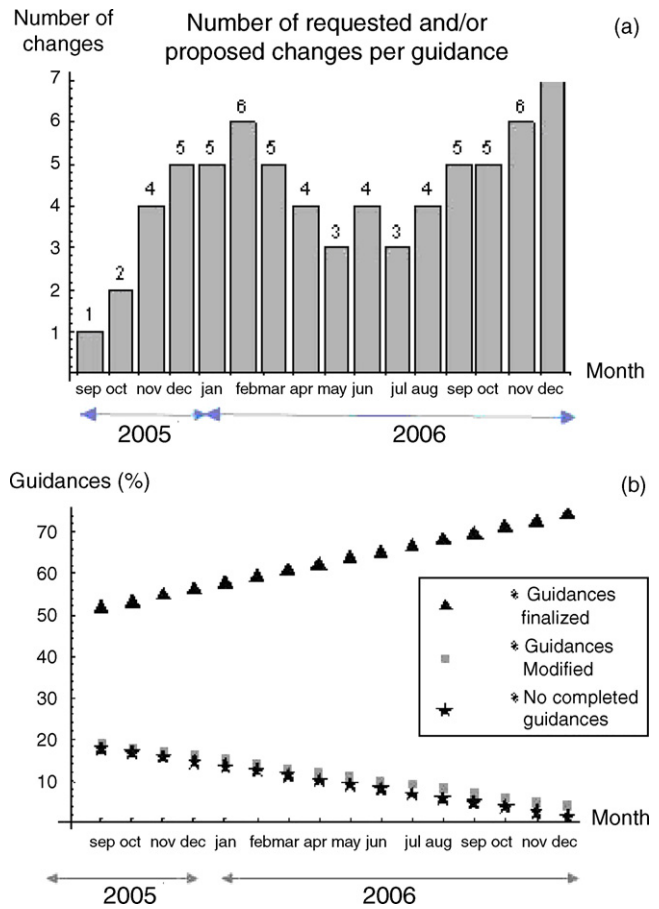 Number of changes
Number of requested and/or proposed changes per guidance
(a)
7
6
5
4
3
2
1
1
2
4
5
5
6
5
4
3
4
3
4
5
5
6
Month
sep oct nov dec jan feb mar apr may jun jul aug sep oct nov dec
2005 2006
Guidances (%)
(b)
70
60
50
40
30
20
10
* Guidances
finalized
* Guidances
Modified
* No completed
guidances
Month
sep oct nov dec jan feb mar apr may jun jul aug sep oct nov dec
2005 2006